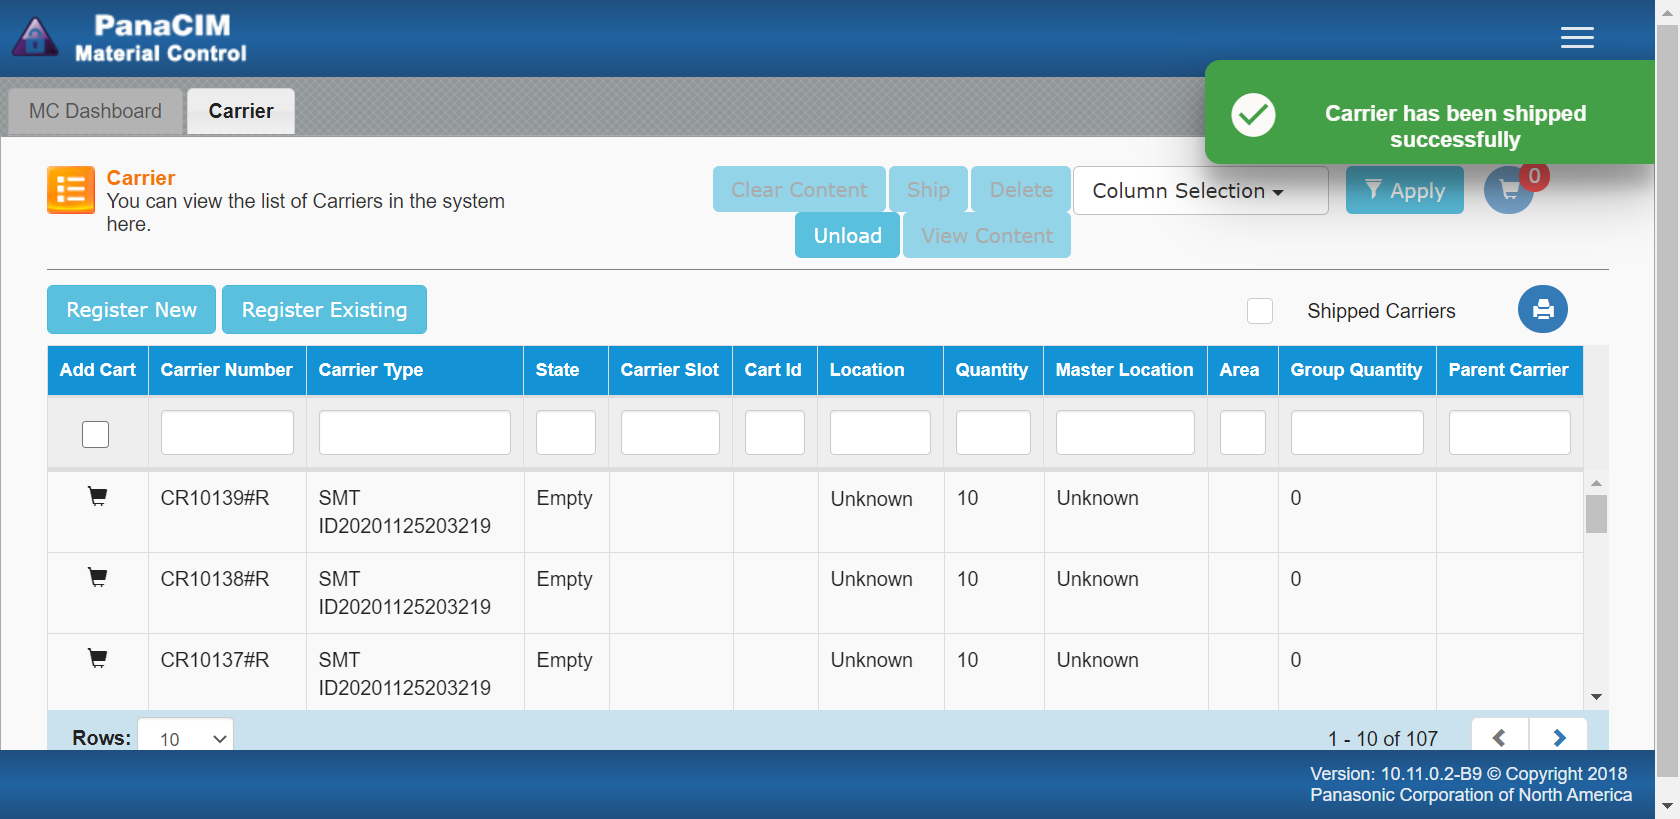 PanaCIM
Material Control
MC Dashboard
Carrier
Carrier has been shipped
successfully
Carrier
You can view the list of Carriers in the system
here.
Clear Content
Ship
Delete
Column Selection
Apply
0
Unload
View Content
Register New
Register Existing
Shipped Carriers
Add Cart Carrier Number Carrier Type State Carrier Slot Cart Id Location Quantity Master Location Area Group Quantity Parent Carrier
CR10139#R SMT Empty Unknown 10 Unknown 0
ID20201125203219
CR10138#R SMT Empty Unknown 10 Unknown 0
ID20201125203219
CR10137#R SMT Empty Unknown 10 Unknown 0
ID20201125203219
Rows: 10
1 - 10 of 107
Version: 10.11.0.2-B9 © Copyright 2018
Panasonic Corporation of North America